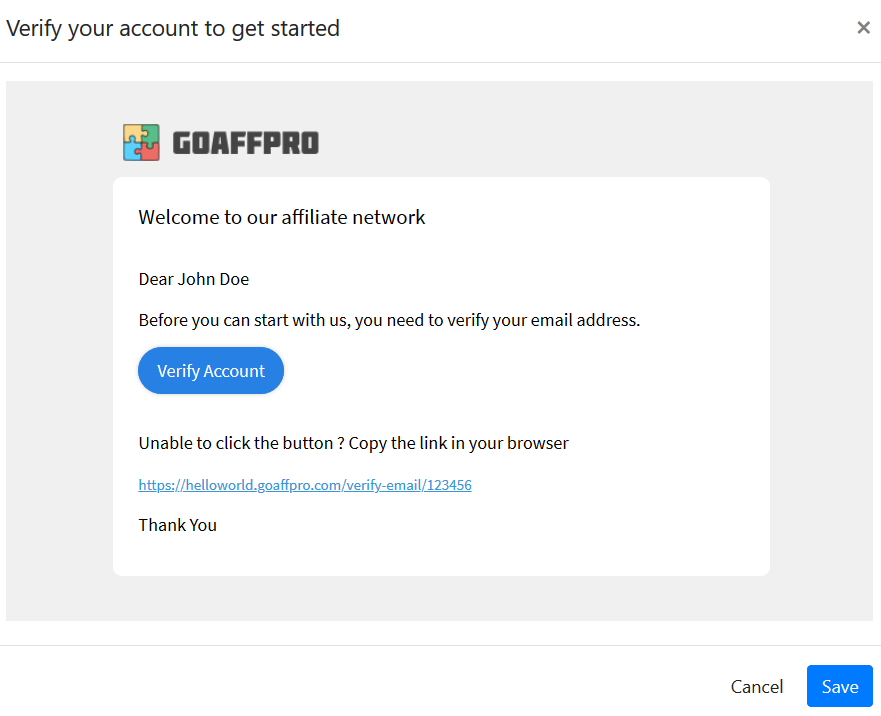 Verify your account to get started
×
GOAFFPRO
Welcome to our affiliate network
Dear John Doe
Before you can start with us, you need to verify your email address.
Verify Account
Unable to click the button ? Copy the link in your browser
https://helloworld.goaffpro.com/verify-email/123456
Thank You
Cancel
Save